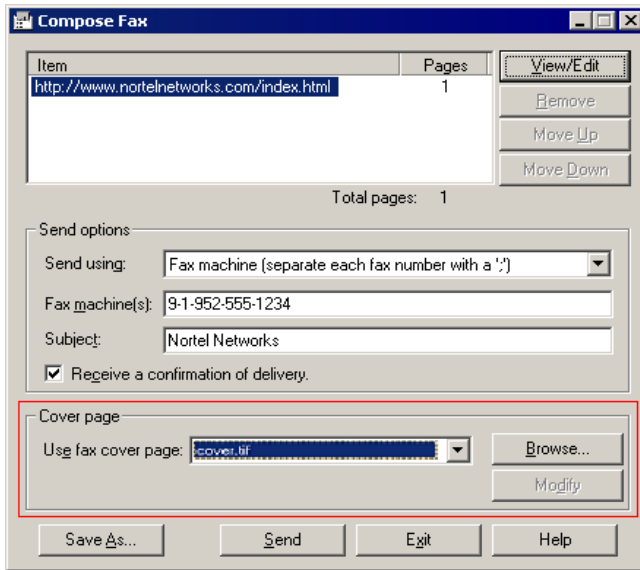 Compose Fax
Item Pages
http://www.nortelnetworks.com/index.html 1
View/Edit
Remove
Move Up
Move Down
Total pages: 1
Send options
Send using: Fax machine (separate each fax number with a ';')
Fax machine(s): 9-1-952-555-1234
Subject: Nortel Networks
Receive a confirmation of delivery.
Cover page
Use fax cover page: cover.tif
Browse...
Modify
Save As... Send Exit Help